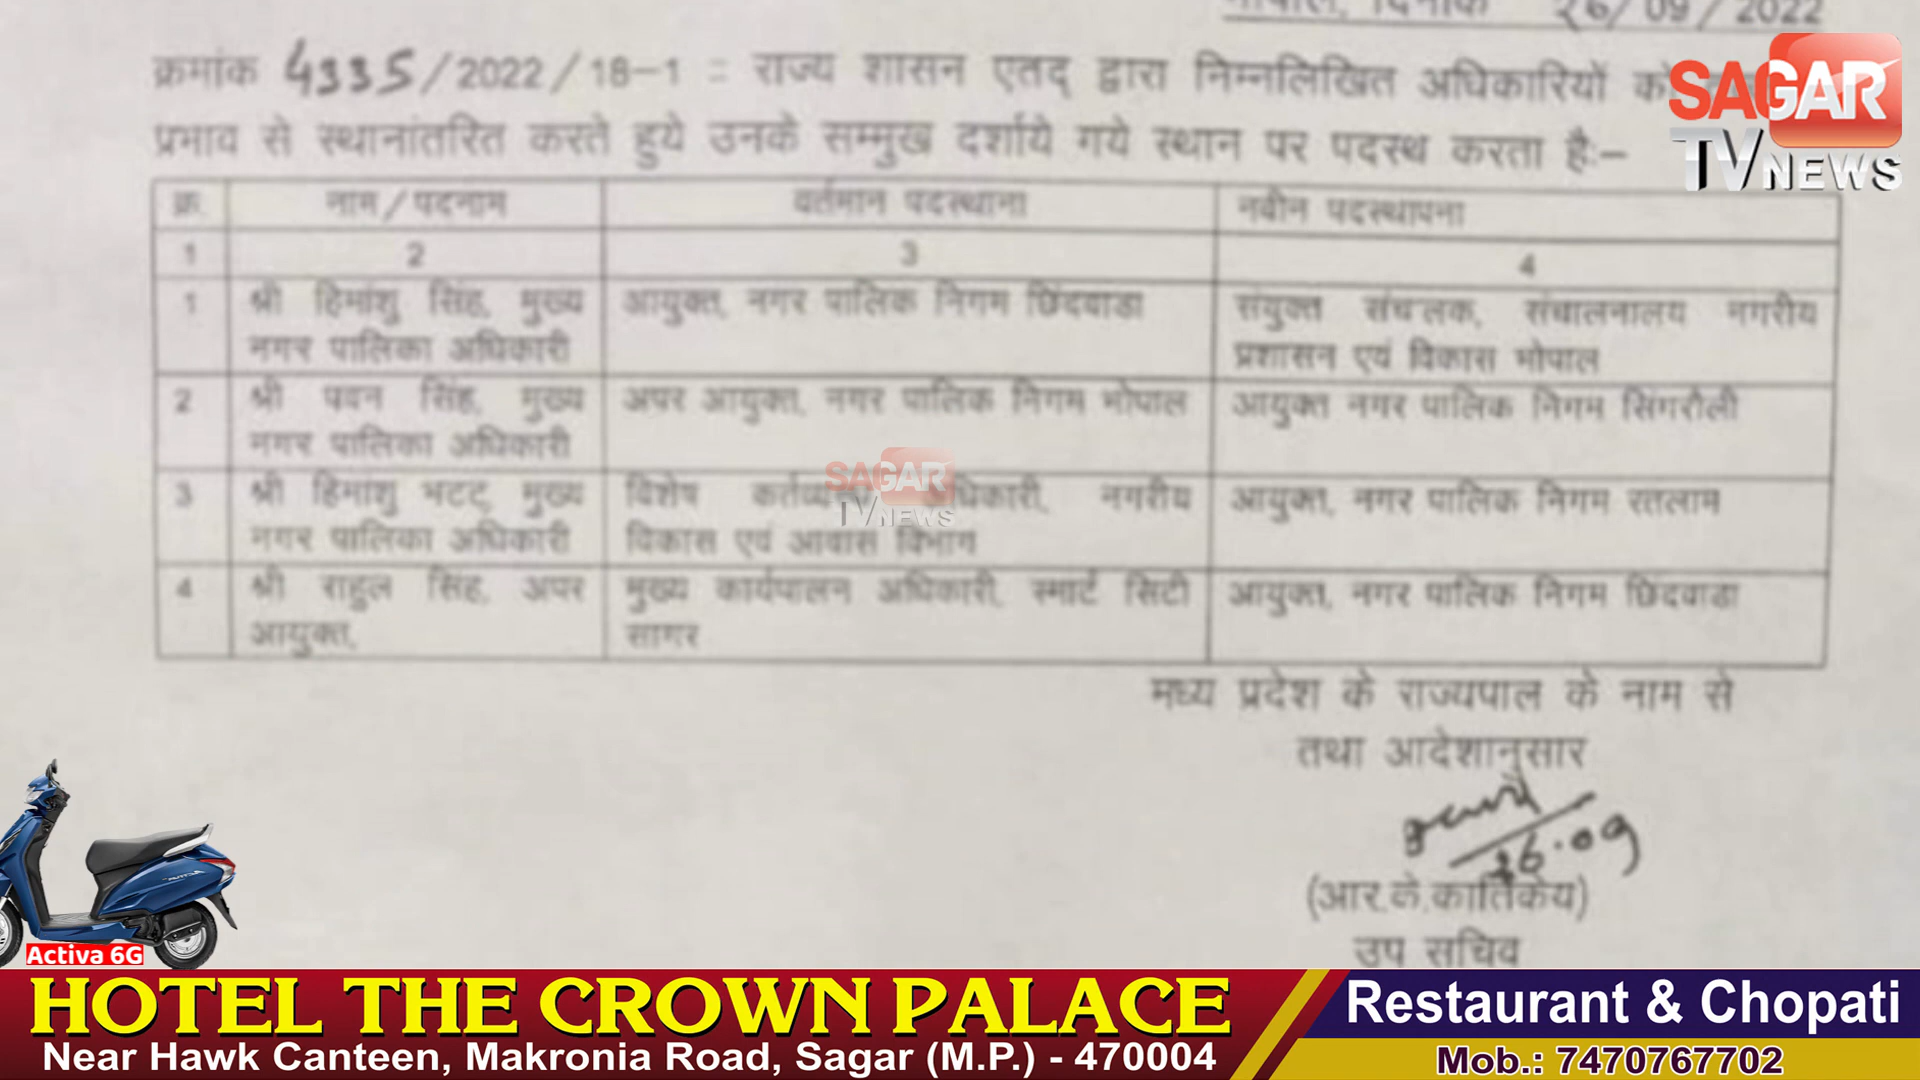 भोपाल, दिनांक 26/09/2022
क्रमांक 4335/2022/18-1 :: राज्य शासन एतद् द्वारा निम्नलिखित अधिकारियों को
प्रभाव से स्थानांतरित करते हुये उनके सम्मुख दर्शाये गये स्थान पर पदस्थ करता है:–
SAGAR
TV NEWS
क्र. नाम/पदनाम वर्तमान पदस्थाना नवीन पदस्थापना
1 2 3 4
1 श्री हिमांशु सिंह, मुख्य आयुक्त, नगर पालिक निगम छिंदवाडा संयुक्त संचालक, संचालनालय नगरीय
नगर पालिका अधिकारी प्रशासन एवं विकास भोपाल
2 श्री पवन सिंह, मुख्य अपर आयुक्त, नगर पालिक निगम भोपाल आयुक्त नगर पालिक निगम सिंगरौली
नगर पालिका अधिकारी
3 श्री हिमांशु भटट्, मुख्य विशेष अधिकारी, नगरीय आयुक्त, नगर पालिक निगम रतलाम
नगर पालिका अधिकारी विकास एवं आवास विभाग
SAGAR
TV NEWS
4 श्री राहुल सिंह, अपर मुख्य कार्यपालन अधिकारी, स्मार्ट सिटी आयुक्त, नगर पालिक निगम छिंदवाडा
आयुक्त, सागर
मध्य प्रदेश के राज्यपाल के नाम से
तथा आदेशानुसार
26.09
(आर.के.कार्तिकेय)
उप सचिव
Activa 6G
HOTEL THE CROWN PALACE
Near Hawk Canteen, Makronia Road, Sagar (M.P.) - 470004
Restaurant & Chopati
Mob.: 7470767702